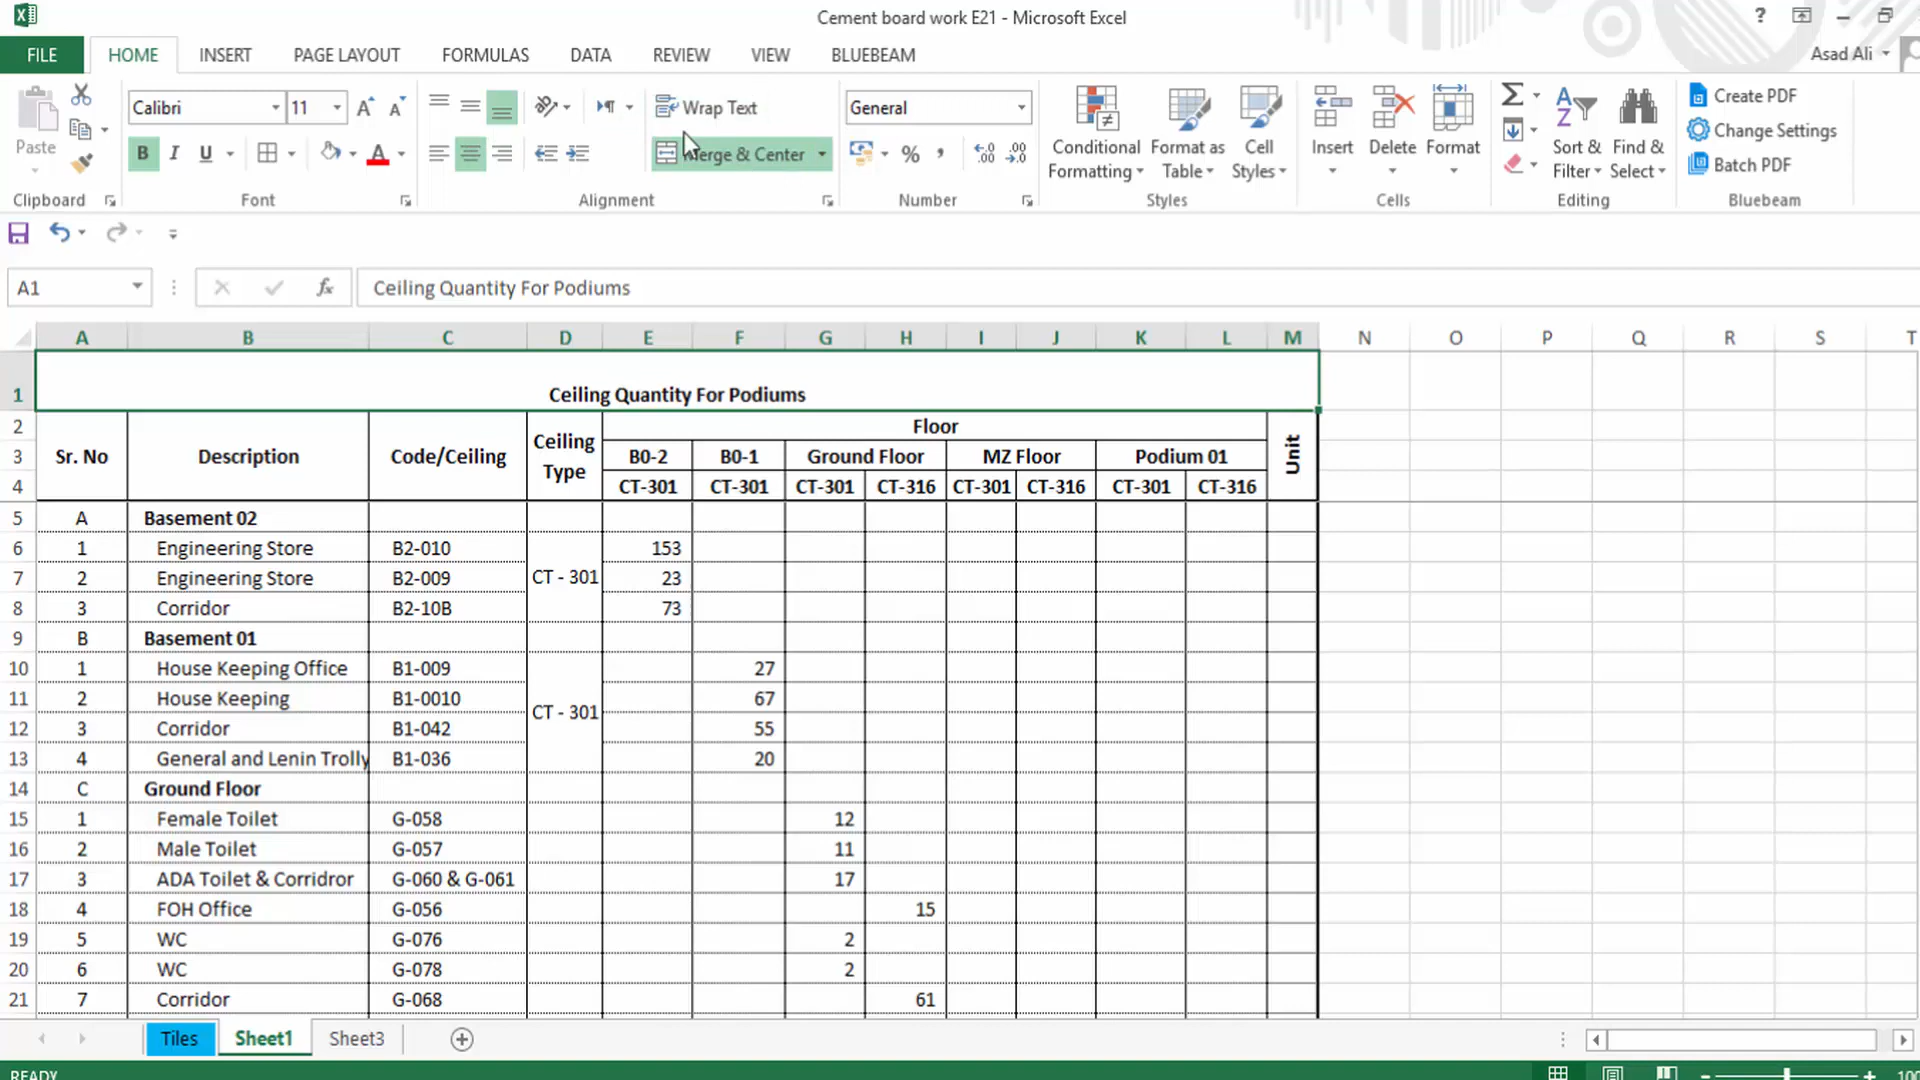 Cement board work E21 - Microsoft Excel
?
FILE HOME INSERT PAGE LAYOUT FORMULAS DATA REVIEW VIEW BLUEBEAM Asad Ali
Paste Calibri 11 A A Wrap Text General Conditional Formatting Format as Table Cell Styles Insert Delete Format Sort & Filter Find & Select Create PDF
B I U A Merge & Center % , .00 .00 Change Settings
Batch PDF
Clipboard Font Alignment Number Styles Cells Editing Bluebeam
A1 fx Ceiling Quantity For Podiums
A B C D E F G H I J K L M N O P Q R S T
1 Ceiling Quantity For Podiums
2 Sr. No Description Code/Ceiling Ceiling Type Floor Unit
3 B0-2 B0-1 Ground Floor MZ Floor Podium 01
4 CT-301 CT-301 CT-301 CT-316 CT-301 CT-316 CT-301 CT-316
5 A Basement 02
6 1 Engineering Store B2-010 153
7 2 Engineering Store B2-009 CT - 301 23
8 3 Corridor B2-10B 73
9 B Basement 01
10 1 House Keeping Office B1-009 27
11 2 House Keeping B1-0010 CT - 301 67
12 3 Corridor B1-042 55
13 4 General and Lenin Trolly B1-036 20
14 C Ground Floor
15 1 Female Toilet G-058 12
16 2 Male Toilet G-057 11
17 3 ADA Toilet & Corridror G-060 & G-061 17
18 4 FOH Office G-056 15
19 5 WC G-076 2
20 6 WC G-078 2
21 7 Corridor G-068 61
Tiles Sheet1 Sheet3
READY 100